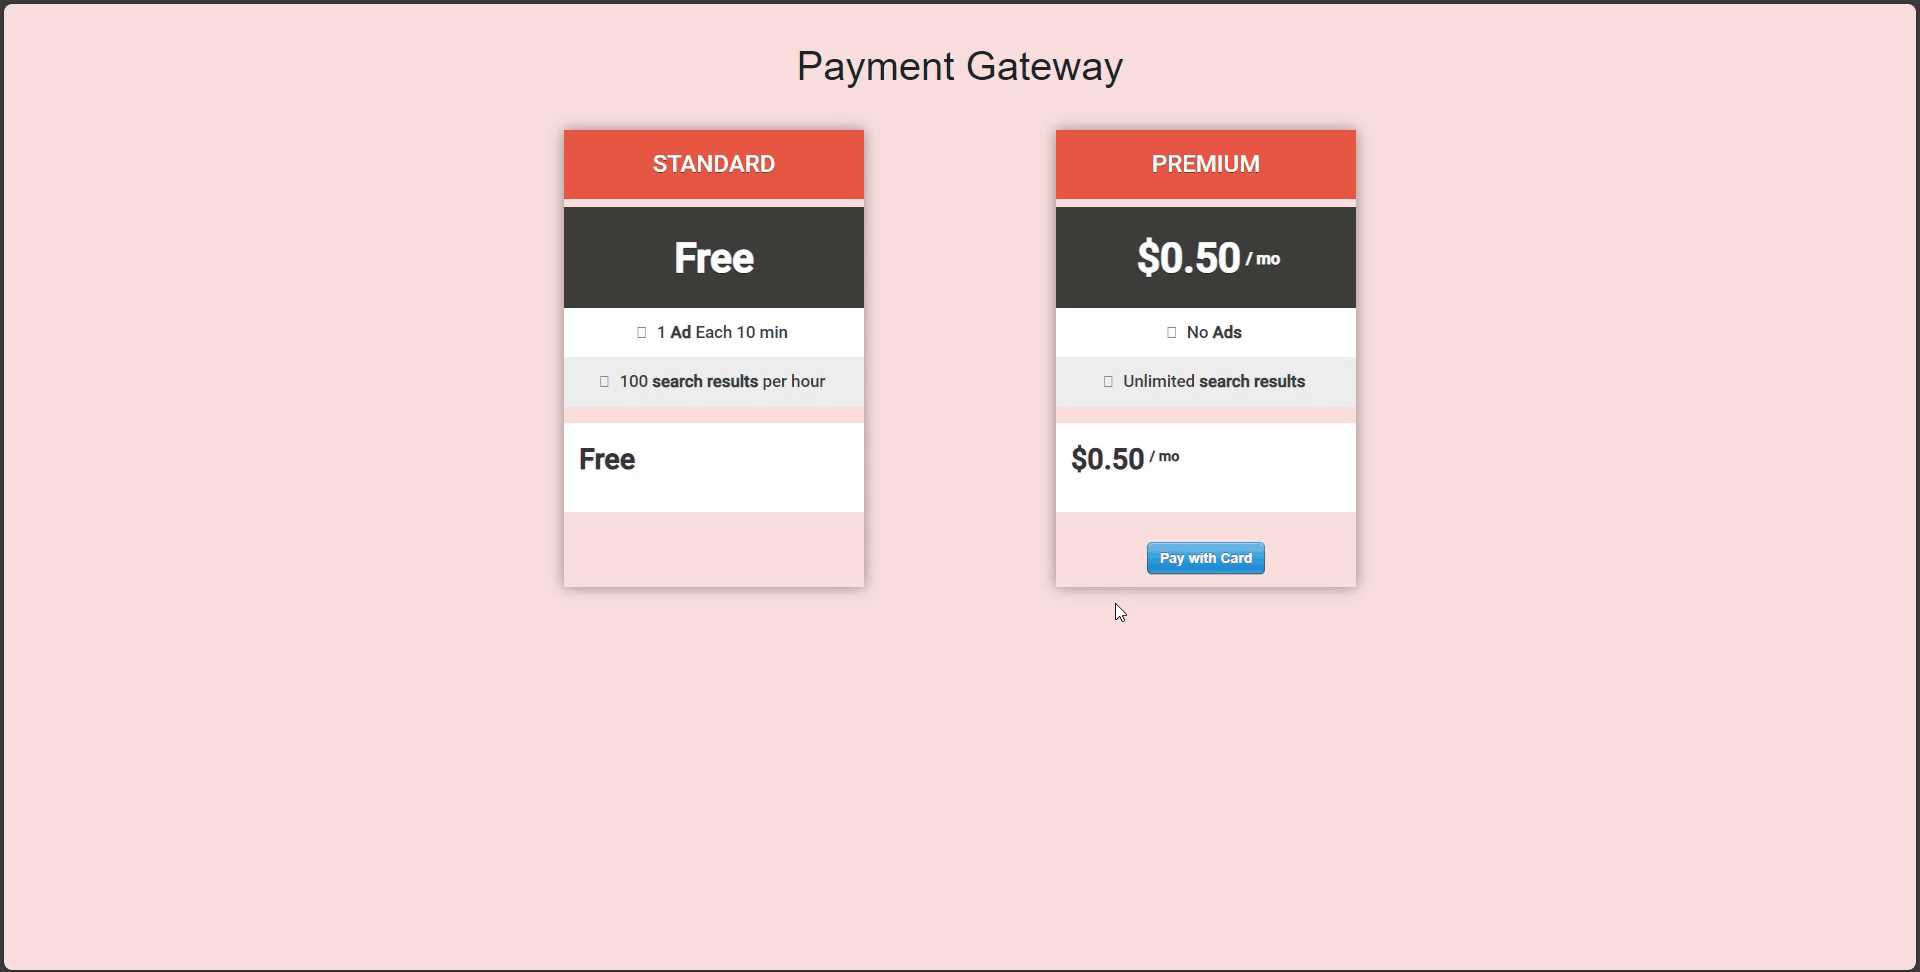 Payment Gateway
STANDARD
Free
1 Ad Each 10 min
100 search results per hour
Free
PREMIUM
$0.50 / mo
No Ads
Unlimited search results
$0.50 / mo
Pay with Card